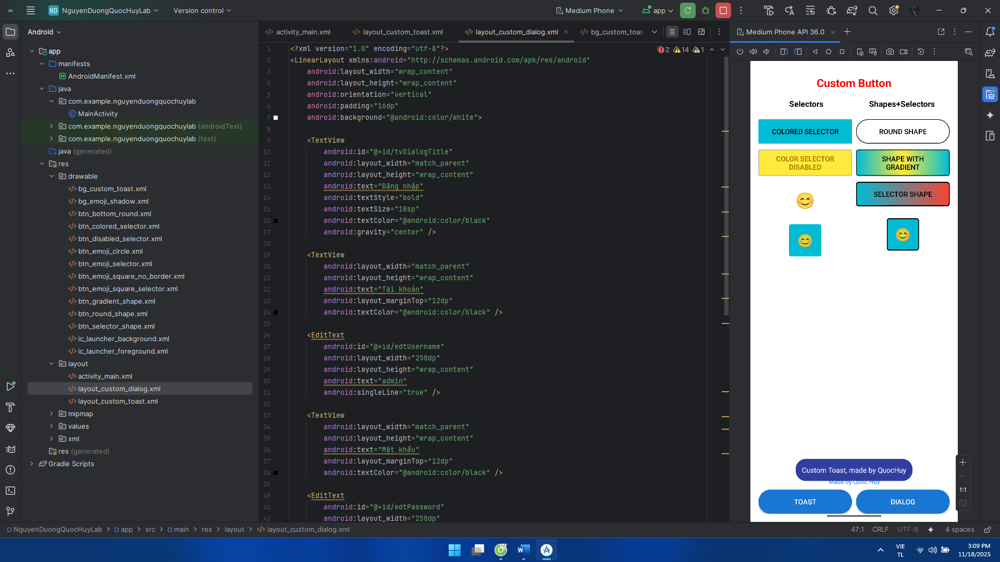 ND NguyenDuongQuocHuyLab Version control Medium Phone app
Android
app
manifests
AndroidManifest.xml
java
com.example.nguyenduongquochuylab
MainActivity
com.example.nguyenduongquochuylab (androidTest)
com.example.nguyenduongquochuylab (test)
java (generated)
res
drawable
bg_custom_toast.xml
bg_emoji_shadow.xml
btn_bottom_round.xml
btn_colored_selector.xml
btn_disabled_selector.xml
btn_emoji_circle.xml
btn_emoji_selector.xml
btn_emoji_square_no_border.xml
btn_emoji_square_selector.xml
btn_gradient_shape.xml
btn_round_shape.xml
btn_selector_shape.xml
ic_launcher_background.xml
ic_launcher_foreground.xml
layout
activity_main.xml
layout_custom_dialog.xml
layout_custom_toast.xml
mipmap
values
xml
res (generated)
Gradle Scripts
activity_main.xml layout_custom_toast.xml layout_custom_dialog.xml bg_custom_toas
2 14 1
1 <?xml version="1.0" encoding="utf-8"?>
2 <LinearLayout xmlns:android="http://schemas.android.com/apk/res/android"
3 android:layout_width="wrap_content"
4 android:layout_height="wrap_content"
5 android:orientation="vertical"
6 android:padding="16dp"
7 android:background="@android:color/white">
8
9 <TextView
10 android:id="@+id/tvDialogTitle"
11 android:layout_width="match_parent"
12 android:layout_height="wrap_content"
13 android:text="Đăng nhập"
14 android:textStyle="bold"
15 android:textSize="18sp"
16 android:textColor="@android:color/black"
17 android:gravity="center" />
18
19 <TextView
20 android:layout_width="match_parent"
21 android:layout_height="wrap_content"
22 android:text="Tài khoản"
23 android:layout_marginTop="12dp"
24 android:textColor="@android:color/black" />
25
26 <EditText
27 android:id="@+id/edtUsername"
28 android:layout_width="250dp"
29 android:layout_height="wrap_content"
30 android:text="admin"
31 android:singleLine="true" />
32
33 <TextView
34 android:layout_width="match_parent"
35 android:layout_height="wrap_content"
36 android:text="Mật khẩu"
37 android:layout_marginTop="12dp"
38 android:textColor="@android:color/black" />
39
40 <EditText
41 android:id="@+id/edtPassword"
42 android:layout_width="250dp"
Medium Phone API 36.0
Custom Button
Selectors Shapes+Selectors
COLORED SELECTOR ROUND SHAPE
COLOR SELECTOR DISABLED SHAPE WITH GRADIENT
SELECTOR SHAPE
Custom Toast, made by QuocHuy
Made by Quoc Huy
TOAST DIALOG
1:1
NguyenDuongQuocHuyLab app src main res layout layout_custom_dialog.xml
47:1 CRLF UTF-8 4 spaces
VIE
TL
3:09 PM
11/18/2025